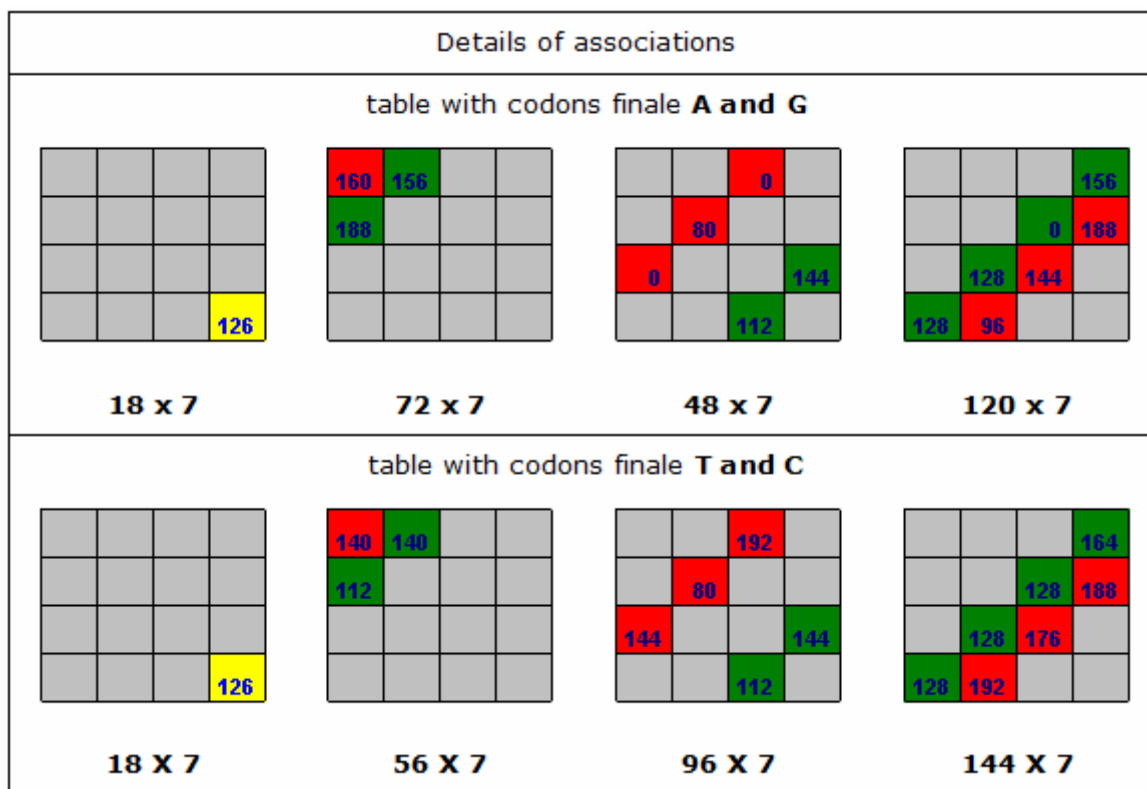 Details of associations
table with codons finale A and G
160 156 0 156
188 80 0 188
0 144 128 144
126 112 128 96
18 x 7 72 x 7 48 x 7 120 x 7
table with codons finale T and C
140 140 192 164
112 80 128 188
144 144 128 176
126 112 128 192
18 X 7 56 X 7 96 X 7 144 X 7